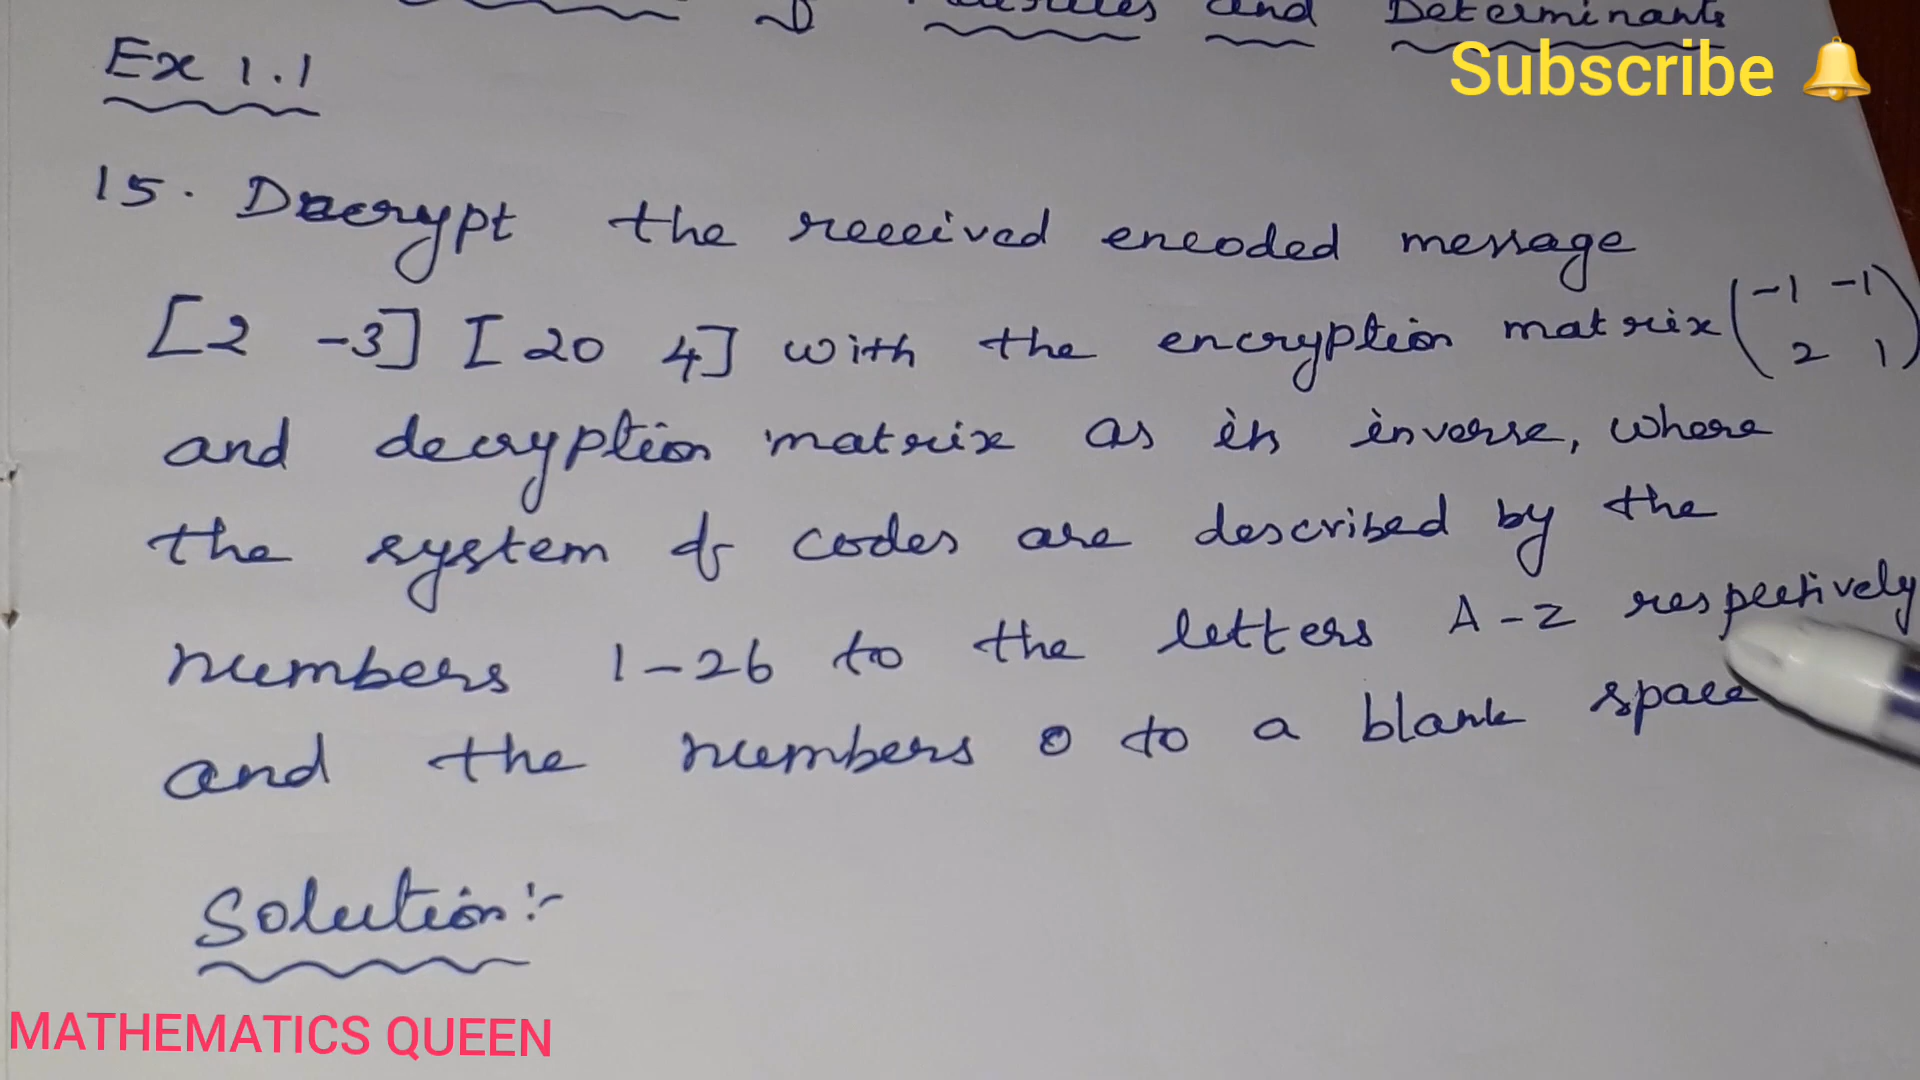 and Determinants
Subscribe
Ex 1.1
15. Decrypt the received encoded message
[2 -3] [20 4] with the encryption matrix (-1 -1
2 1)
and decryption matrix as its inverse, where
the system of codes are described by the
numbers 1-26 to the letters A-Z respectively
and the numbers 0 to a blank space
Solution:-
MATHEMATICS QUEEN